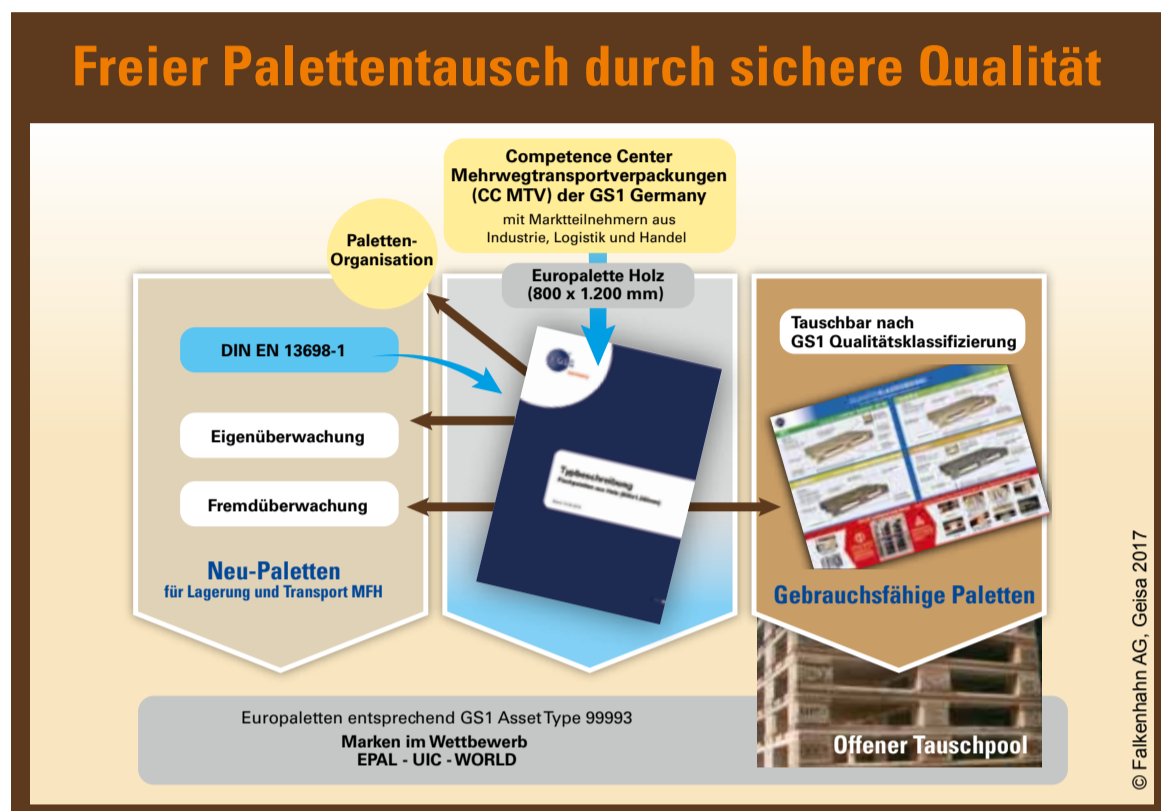 Freier Palettentausch durch sichere Qualität
Competence Center
Mehrwegtransportverpackungen
(CC MTV) der GS1 Germany
mit Marktteilnehmern aus
Industrie, Logistik und Handel
Paletten-
Organisation
Europalette Holz
(800 x 1.200 mm)
DIN EN 13698-1
Eigenüberwachung
Fremdüberwachung
Neu-Paletten
für Lagerung und Transport MFH
Typbeschreibung
Tauschbar nach
GS1 Qualitätsklassifizierung
Gebrauchsfähige Paletten
Europaletten entsprechend GS1 Asset Type 99993
Marken im Wettbewerb
EPAL - UIC - WORLD
Offener Tauschpool
© Falkenhahn AG, Geisa 2017